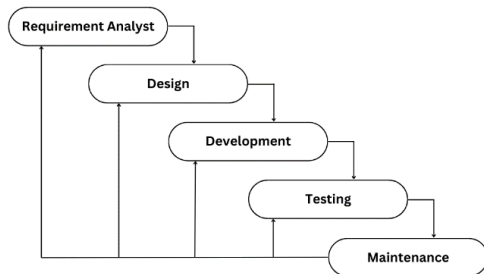 Requirement Analyst
Design
Development
Testing
Maintenance